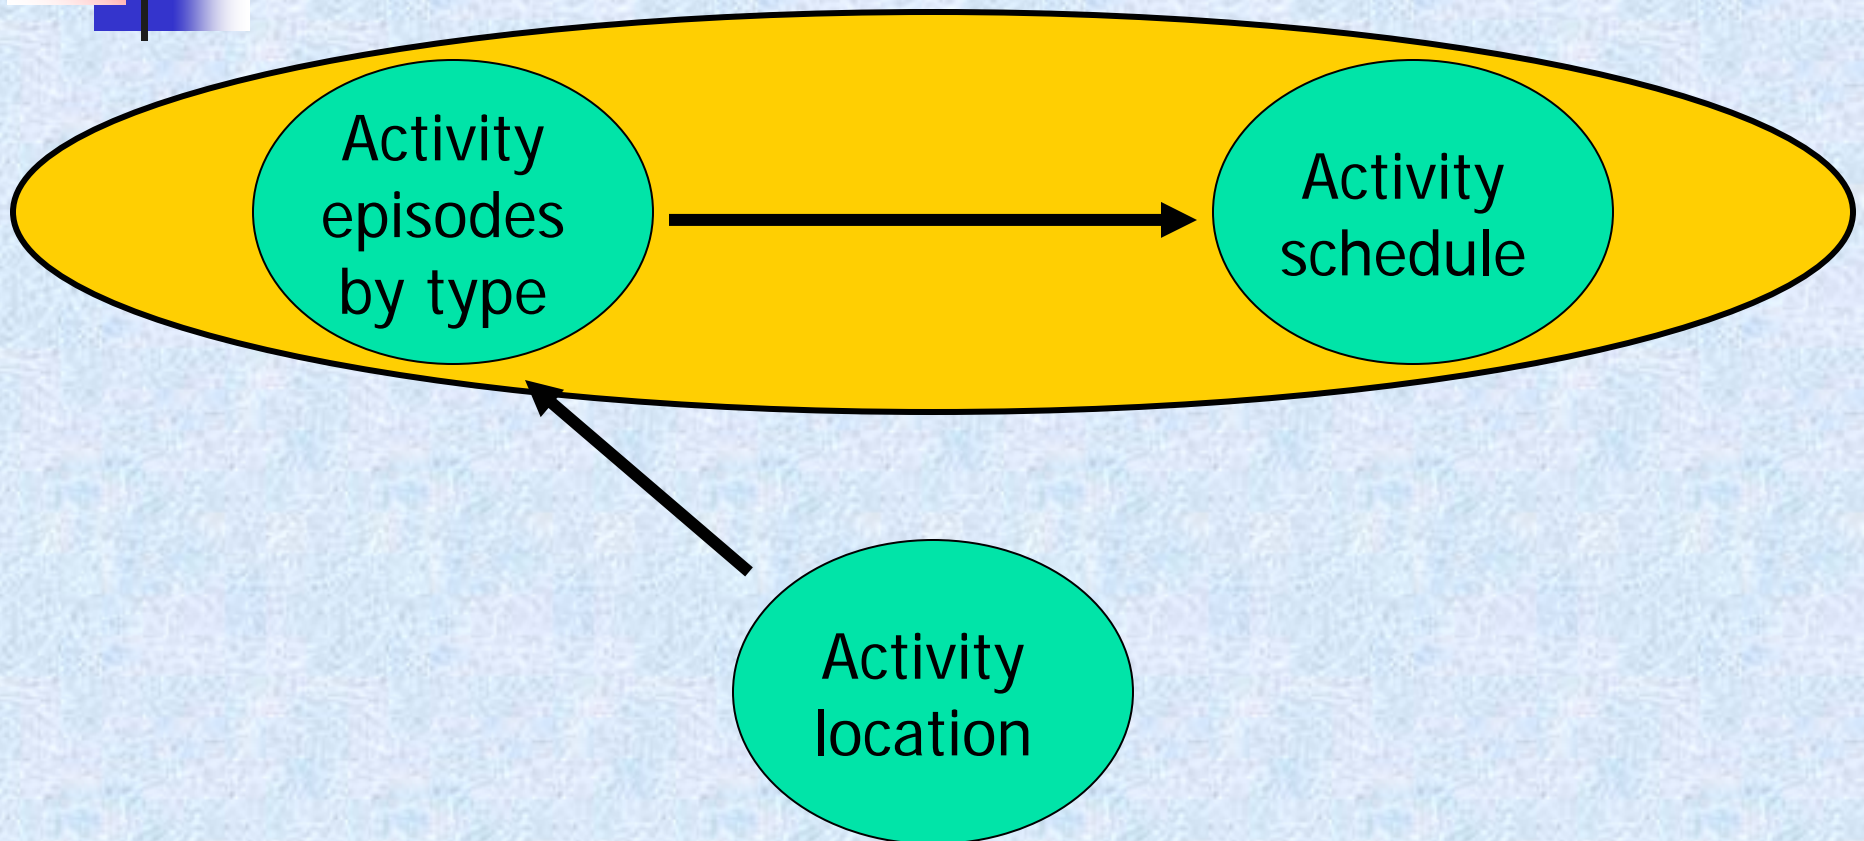 Activity
episodes
by type
Activity
schedule
Activity
location